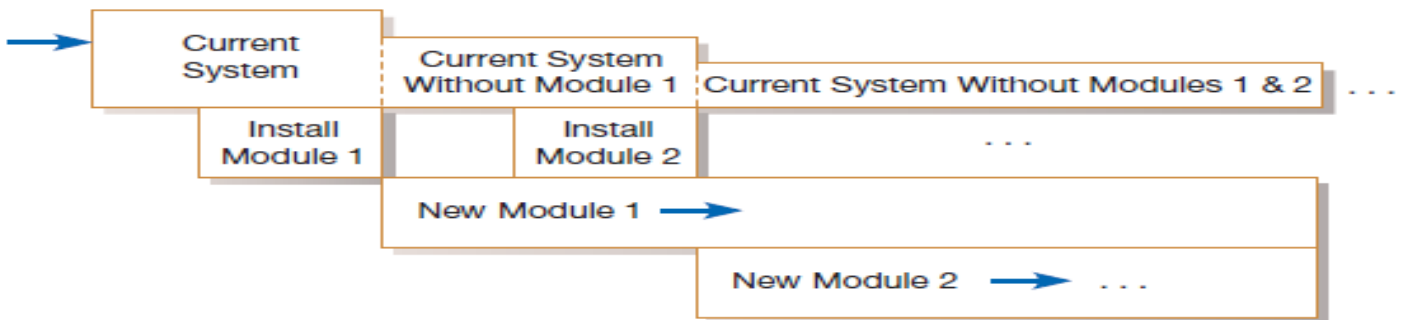 Current
System
Current System
Without Module 1
Current System Without Modules 1 & 2
. . .
Install
Module 1
Install
Module 2
. . .
New Module 1
New Module 2
. . .